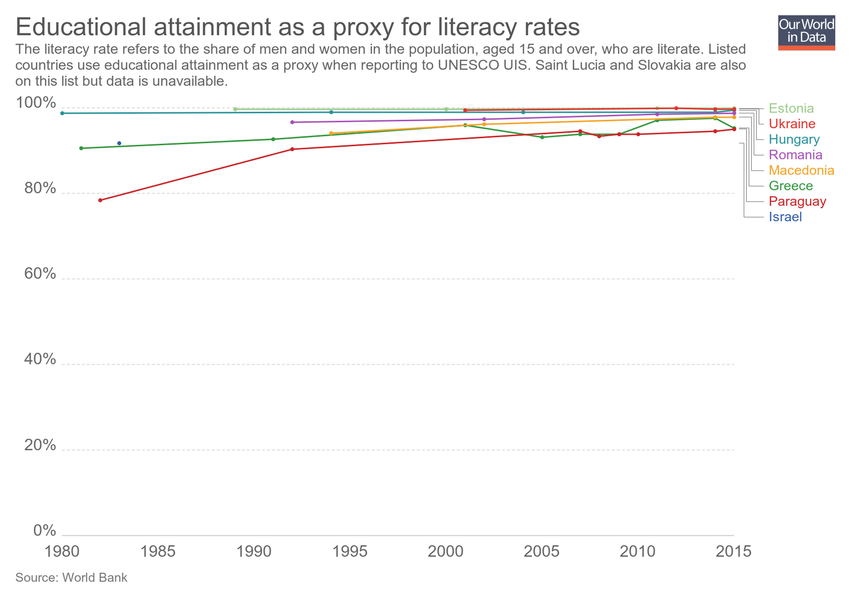 Educational attainment as a proxy for literacy rates
Our World
in Data
The literacy rate refers to the share of men and women in the population, aged 15 and over, who are literate. Listed
countries use educational attainment as a proxy when reporting to UNESCO UIS. Saint Lucia and Slovakia are also
on this list but data is unavailable.
100%
80%
60%
40%
20%
0%
1980 1985 1990 1995 2000 2005 2010 2015
Estonia
Ukraine
Hungary
Romania
Macedonia
Greece
Paraguay
Israel
Source: World Bank